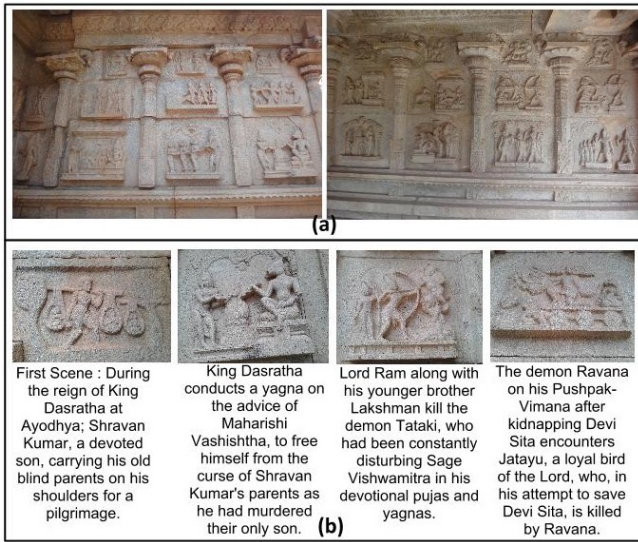 (a)
First Scene : During
the reign of King
Dasratha at
Ayodhya; Shravan
Kumar, a devoted
son, carrying his old
blind parents on his
shoulders for a
pilgrimage.
King Dasratha
conducts a yagna on
the advice of
Maharishi
Vashishtha, to free
himself from the
curse of Shravan
Kumar's parents as
he had murdered
their only son.
Lord Ram along with
his younger brother
Lakshman kill the
demon Tataki, who
had been constantly
disturbing Sage
Vishwamitra in his
devotional pujas and
yagnas.
The demon Ravana
on his Pushpak-
Vimana after
kidnapping Devi
Sita encounters
Jatayu, a loyal bird
of the Lord, who, in
his attempt to save
Devi Sita, is killed
by Ravana.
(b)